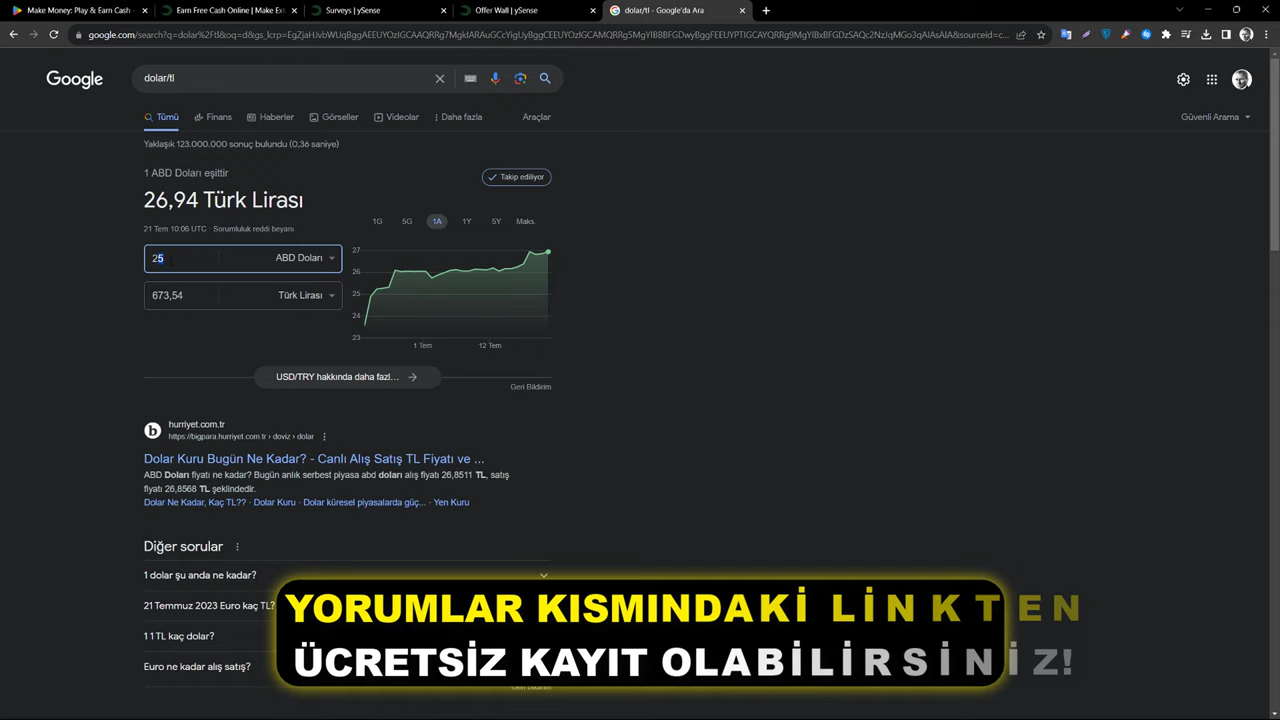 Make Money: Play & Earn Cash -
Earn Free Cash Online | Make Ext
Surveys | ySense
Offer Wall | ySense
dolar/tl - Google'da Ara
Google
dolar/tl
Tümü
Finans
Haberler
Görseller
Videolar
Daha fazla
Araçlar
Güvenli Arama
Yaklaşık 123.000.000 sonuç bulundu (0,36 saniye)
1 ABD Doları eşittir
Takip ediliyor
26,94 Türk Lirası
21 Tem 10:06 UTC · Sorumluluk reddi beyanı
1G
5G
1A
1Y
5Y
Maks.
25
ABD Doları
673,54
Türk Lirası
27
26
25
24
23
1 Tem
12 Tem
USD/TRY hakkında daha fazl...
Geri Bildirim
hurriyet.com.tr
https://bigpara.hurriyet.com.tr › doviz › dolar
Dolar Kuru Bugün Ne Kadar? - Canlı Alış Satış TL Fiyatı ve ...
ABD Doları fiyatı ne kadar? Bugün anlık serbest piyasa abd doları alış fiyatı 26,8511 TL, satış
fiyatı 26,8568 TL şeklindedir.
Dolar Ne Kadar, Kaç TL?? · Dolar Kuru · Dolar küresel piyasalarda güç... · Yen Kuru
Diğer sorular
1 dolar şu anda ne kadar?
21 Temmuz 2023 Euro kaç TL?
1 1 TL kaç dolar?
Euro ne kadar alış satış?
YORUMLAR KISMINDAKİ LİNKTEN
ÜCRETSİZ KAYIT OLABİLİRSİNİZ!
Geri Bildirim